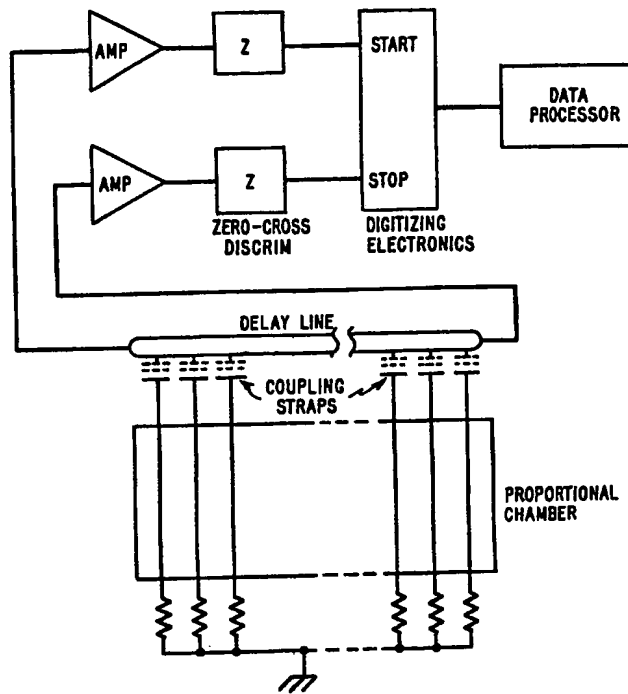 AMP
Z
START
DATA
PROCESSOR
AMP
Z
STOP
ZERO-CROSS
DISCRIM
DIGITIZING
ELECTRONICS
DELAY LINE
COUPLING
STRAPS
PROPORTIONAL
CHAMBER